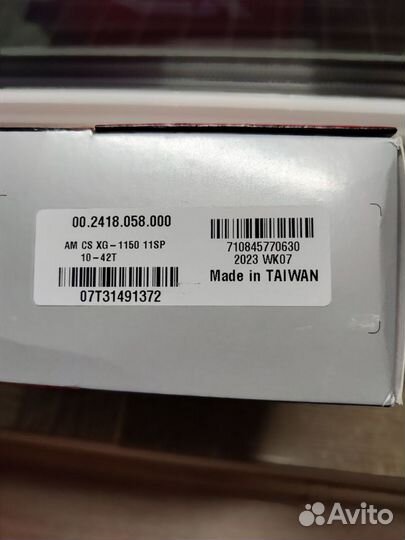 00.2418.058.000
AM CS XG-1150 11SP
10-42T
07T31491372
710845770630
2023 WK07
Made in TAIWAN
Avito